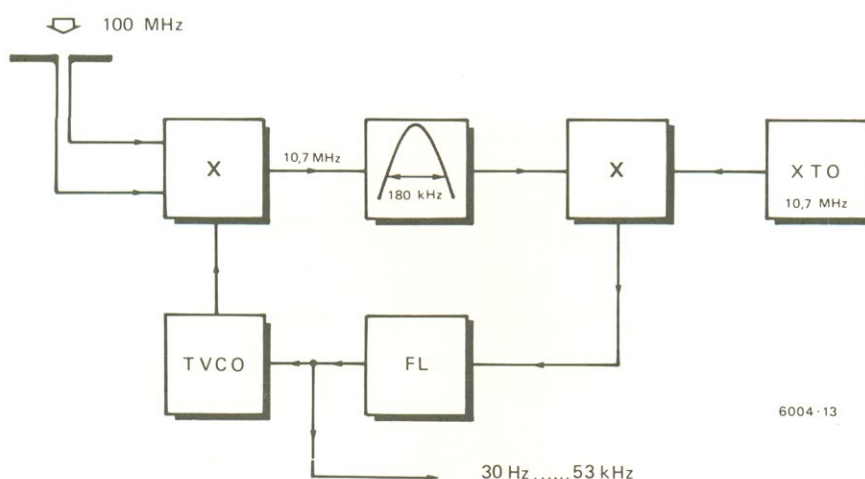 100 MHz
X
10,7 MHz
180 kHz
X
XTO
10,7 MHz
TVCO
FL
6004-13
30 Hz......53 kHz